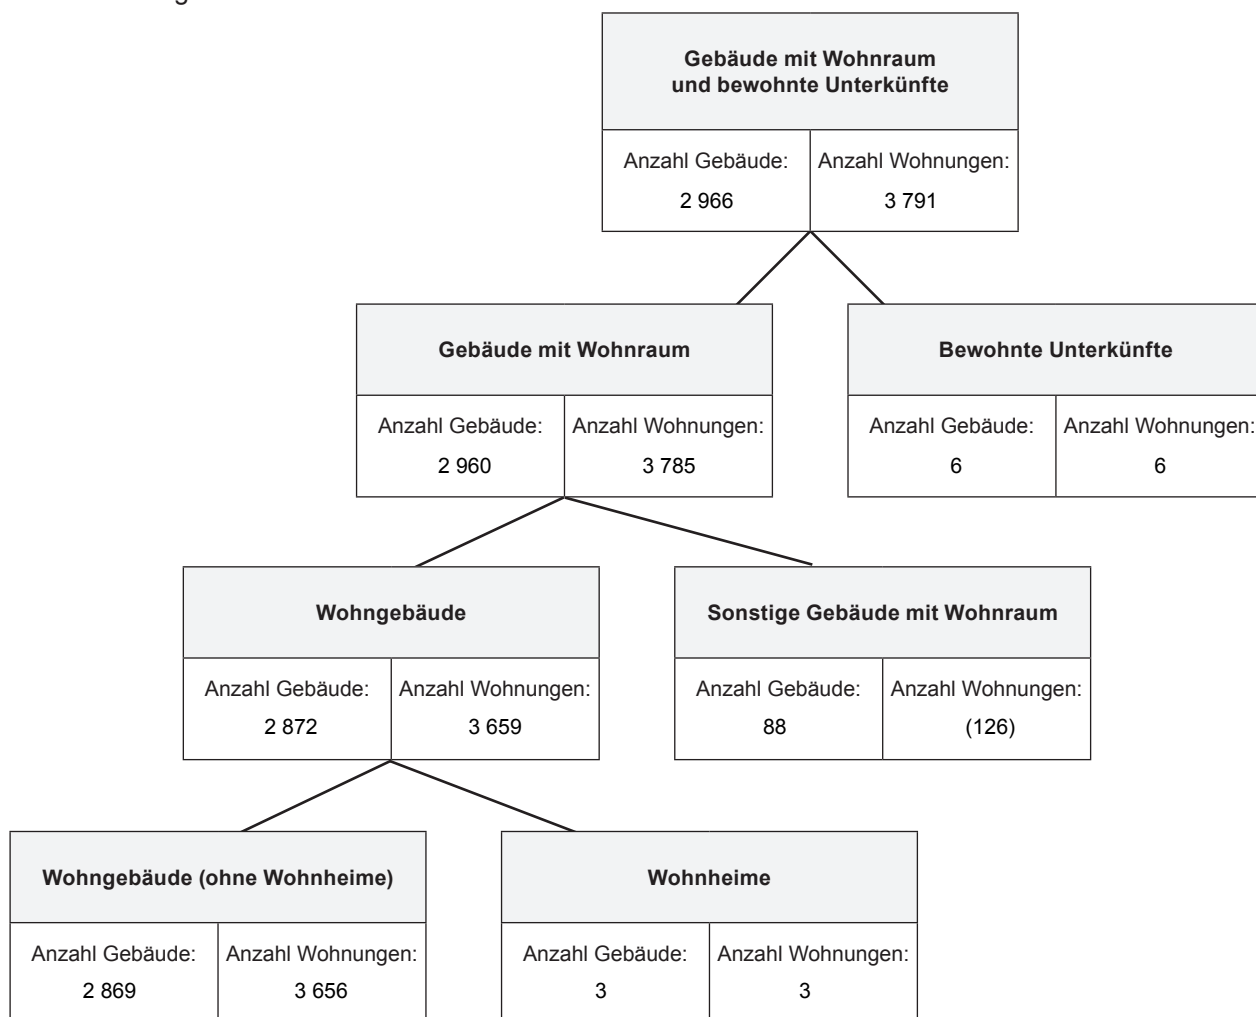 Gebäude mit Wohnraum
und bewohnte Unterkünfte
Anzahl Gebäude:
2 966
Anzahl Wohnungen:
3 791
Gebäude mit Wohnraum
Anzahl Gebäude:
2 960
Anzahl Wohnungen:
3 785
Bewohnte Unterkünfte
Anzahl Gebäude:
6
Anzahl Wohnungen:
6
Wohngebäude
Anzahl Gebäude:
2 872
Anzahl Wohnungen:
3 659
Sonstige Gebäude mit Wohnraum
Anzahl Gebäude:
88
Anzahl Wohnungen:
(126)
Wohngebäude (ohne Wohnheime)
Anzahl Gebäude:
2 869
Anzahl Wohnungen:
3 656
Wohnheime
Anzahl Gebäude:
3
Anzahl Wohnungen:
3